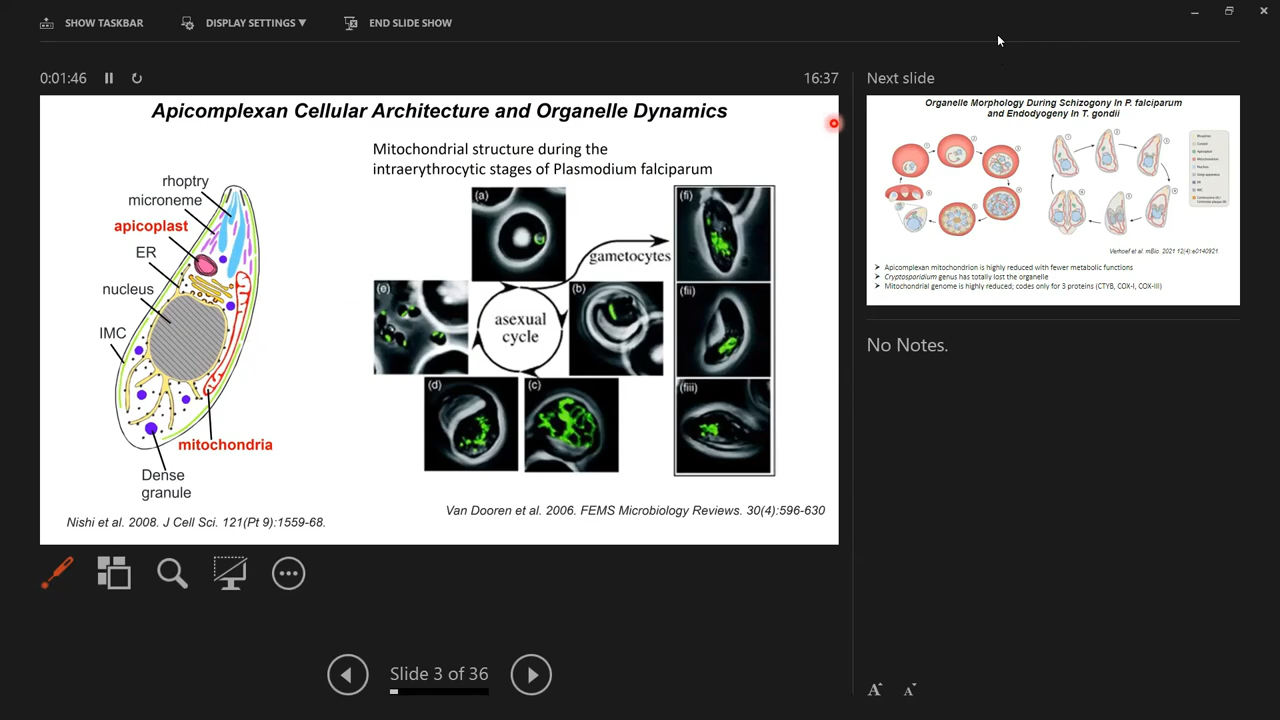 SHOW TASKBAR
DISPLAY SETTINGS ▼
END SLIDE SHOW
0:01:46
16:37
Apicomplexan Cellular Architecture and Organelle Dynamics
Mitochondrial structure during the
intraerythrocytic stages of Plasmodium falciparum
rhoptry
microneme
apicoplast
ER
nucleus
IMC
mitochondria
Dense
granule
(a)
gametocytes
(fi)
(e)
asexual
cycle
(b)
(fii)
(d)
(c)
(fiii)
Nishi et al. 2008. J Cell Sci. 121(Pt 9):1559-68.
Van Dooren et al. 2006. FEMS Microbiology Reviews. 30(4):596-630
Slide 3 of 36
Next slide
Organelle Morphology During Schizogony In P. falciparum
and Endodyogeny In T. gondii
Verhoef et al. mBio. 2021 12(4):e0140921.
➢ Apicomplexan mitochondrion is highly reduced with fewer metabolic functions
➢ Cryptosporidium genus has totally lost the organelle
➢ Mitochondrial genome is highly reduced; codes only for 3 proteins (CTYB, COX-I, COX-III)
No Notes.
A A